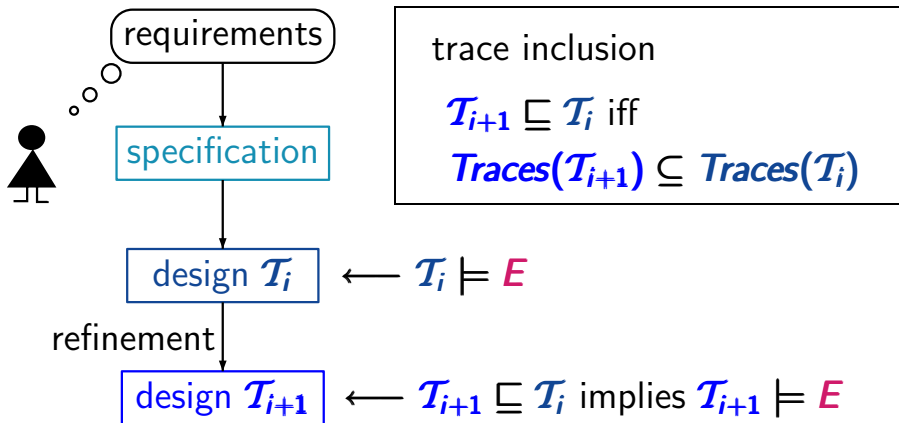 requirements
trace inclusion
𝒯ᵢ₊₁ ⊑ 𝒯ᵢ iff
Traces(𝒯ᵢ₊₁) ⊆ Traces(𝒯ᵢ)
specification
design 𝒯ᵢ ⟵ 𝒯ᵢ ⊨ E
refinement
design 𝒯ᵢ₊₁ ⟵ 𝒯ᵢ₊₁ ⊑ 𝒯ᵢ implies 𝒯ᵢ₊₁ ⊨ E